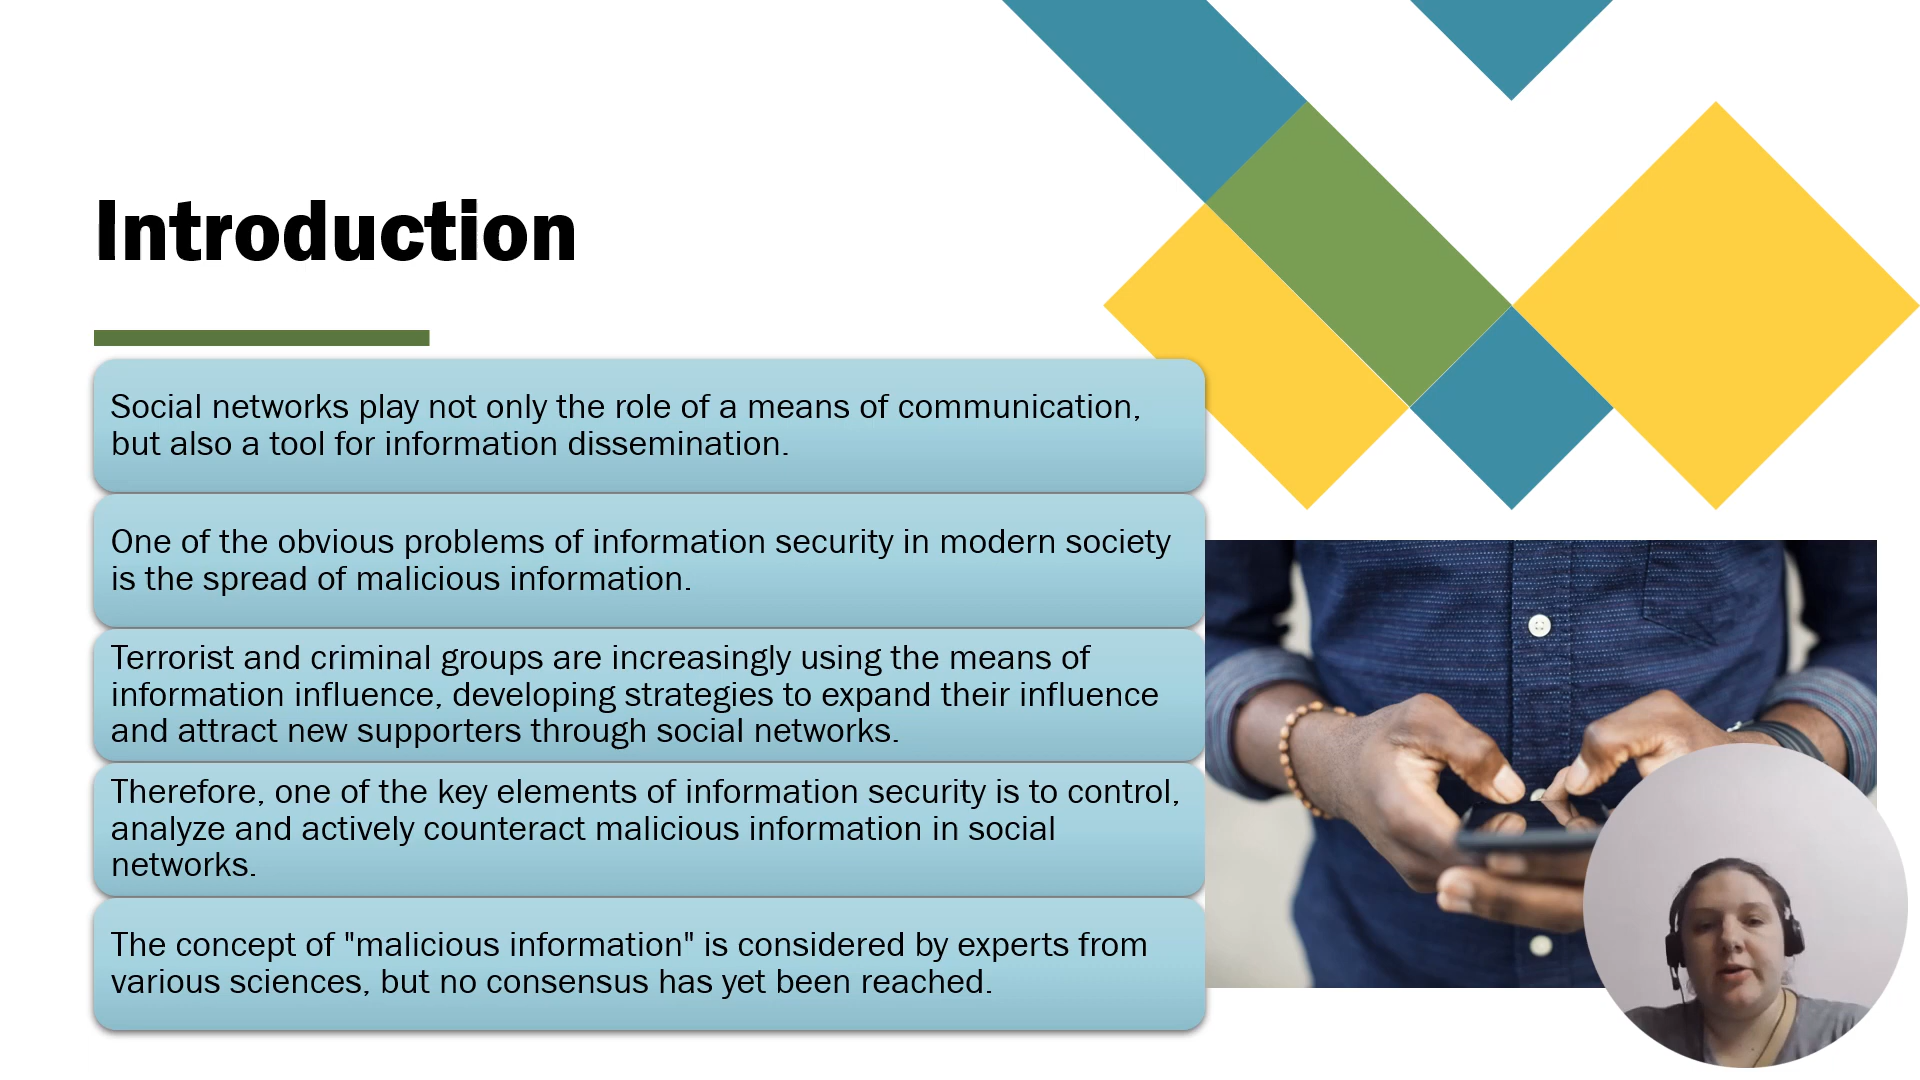 Introduction
Social networks play not only the role of a means of communication,
but also a tool for information dissemination.
One of the obvious problems of information security in modern society
is the spread of malicious information.
Terrorist and criminal groups are increasingly using the means of
information influence, developing strategies to expand their influence
and attract new supporters through social networks.
Therefore, one of the key elements of information security is to control,
analyze and actively counteract malicious information in social
networks.
The concept of "malicious information" is considered by experts from
various sciences, but no consensus has yet been reached.